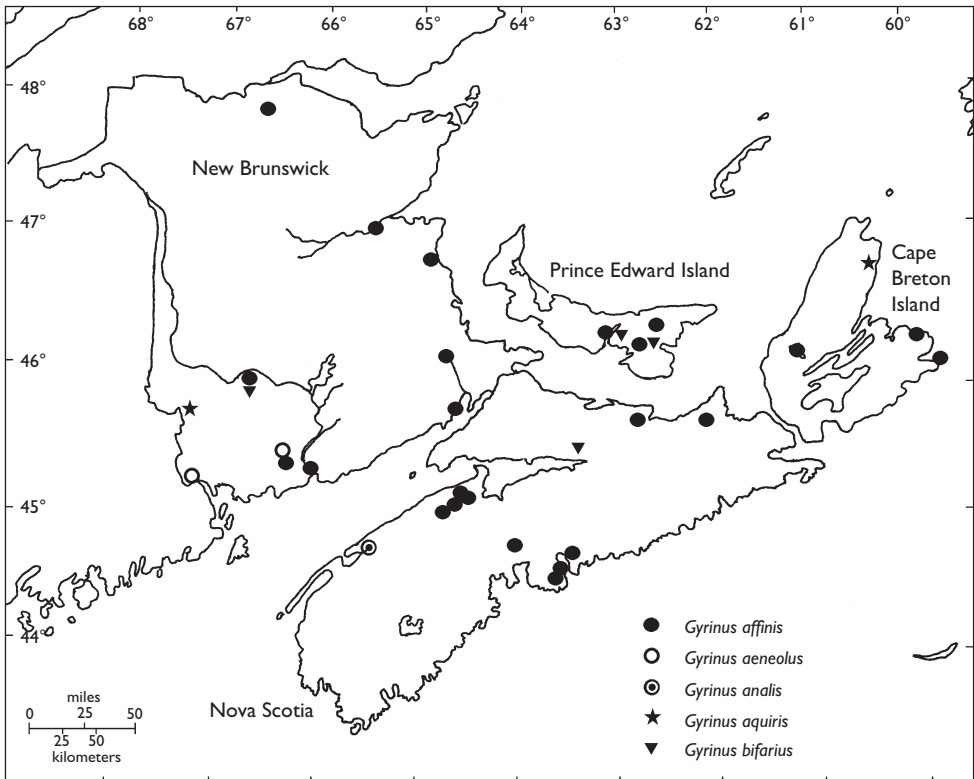 68° 67° 66° 65° 64° 63° 62° 61° 60°
48°
New Brunswick
47°
Cape
Breton
Island
Prince Edward Island
46°
45°
44°
Gyrinus affinis
Gyrinus aeneolus
Gyrinus analis
Gyrinus aquiris
Gyrinus bifarius
Nova Scotia
miles
0 25 50
25 50
kilometers